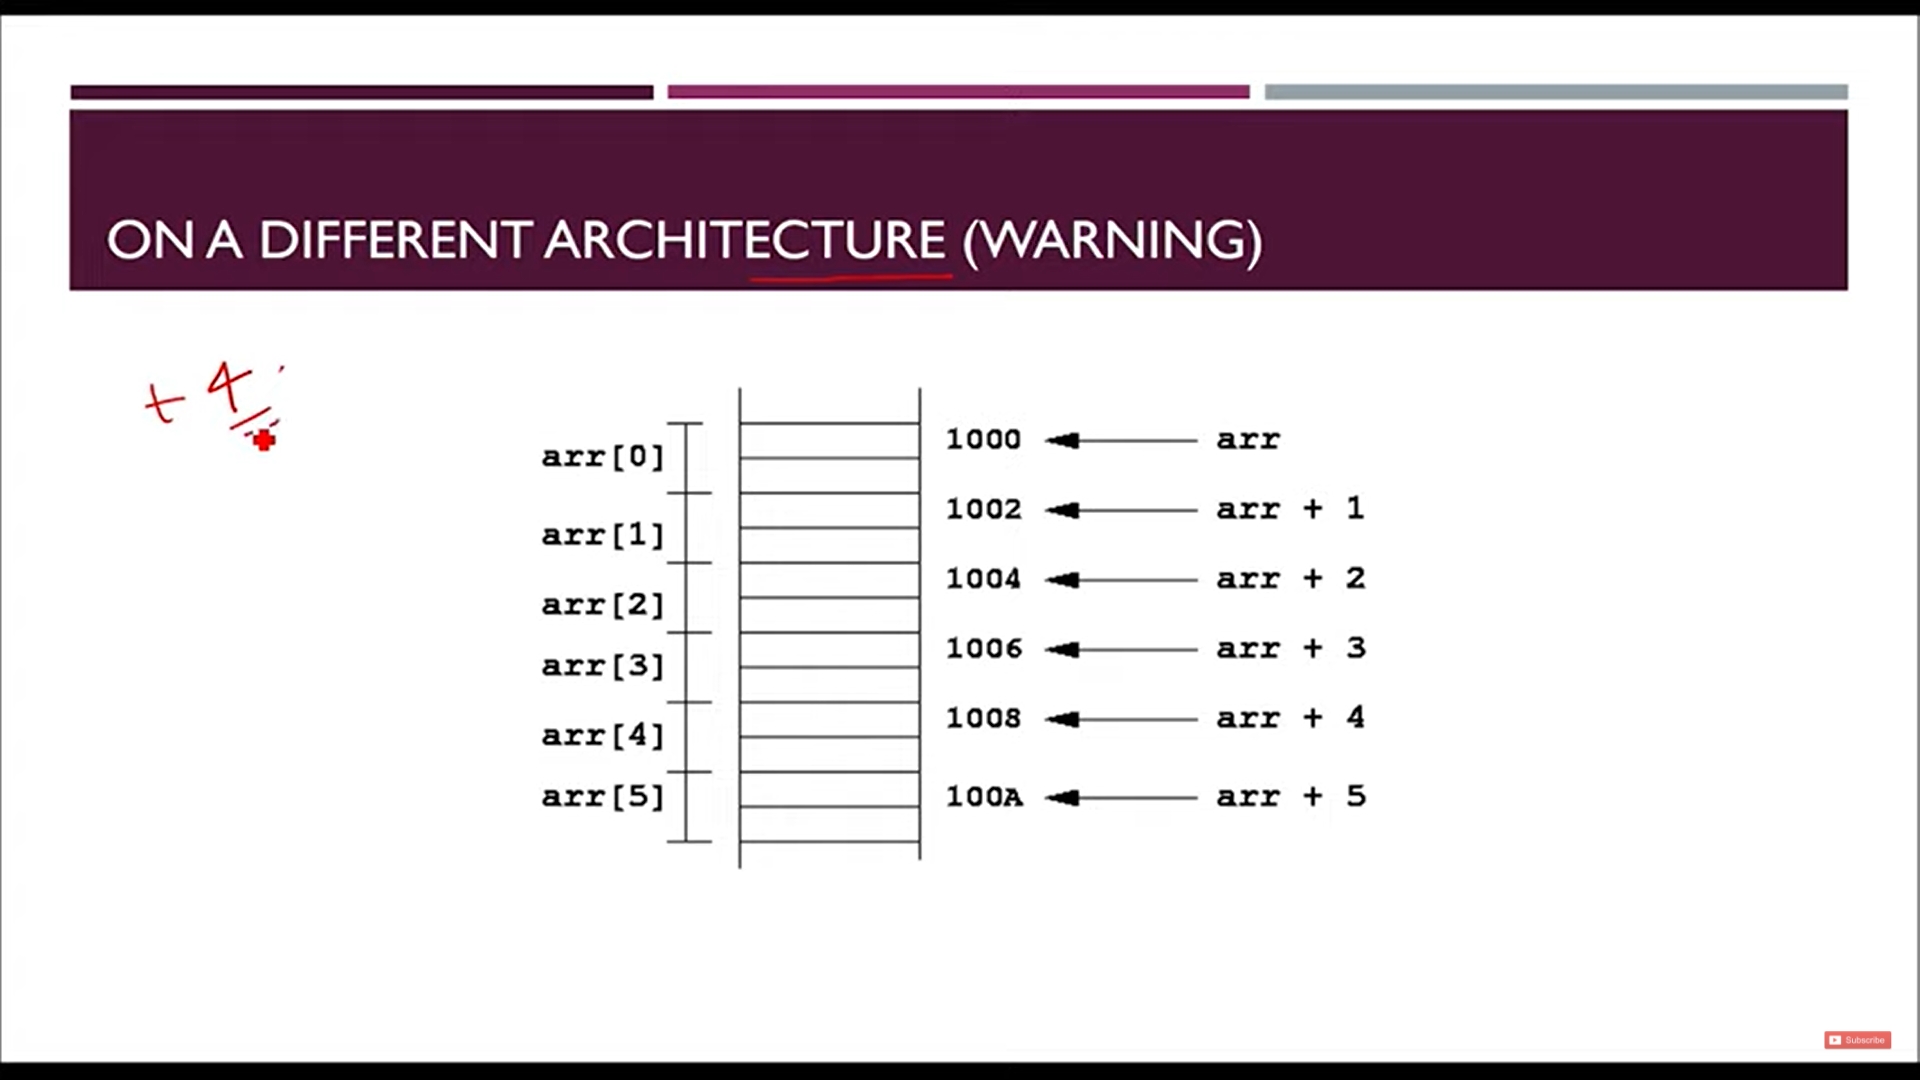 ON A DIFFERENT ARCHITECTURE (WARNING)
+ 4
arr[0] 1000 arr
arr[1] 1002 arr + 1
arr[2] 1004 arr + 2
arr[3] 1006 arr + 3
arr[4] 1008 arr + 4
arr[5] 100A arr + 5
Subscribe